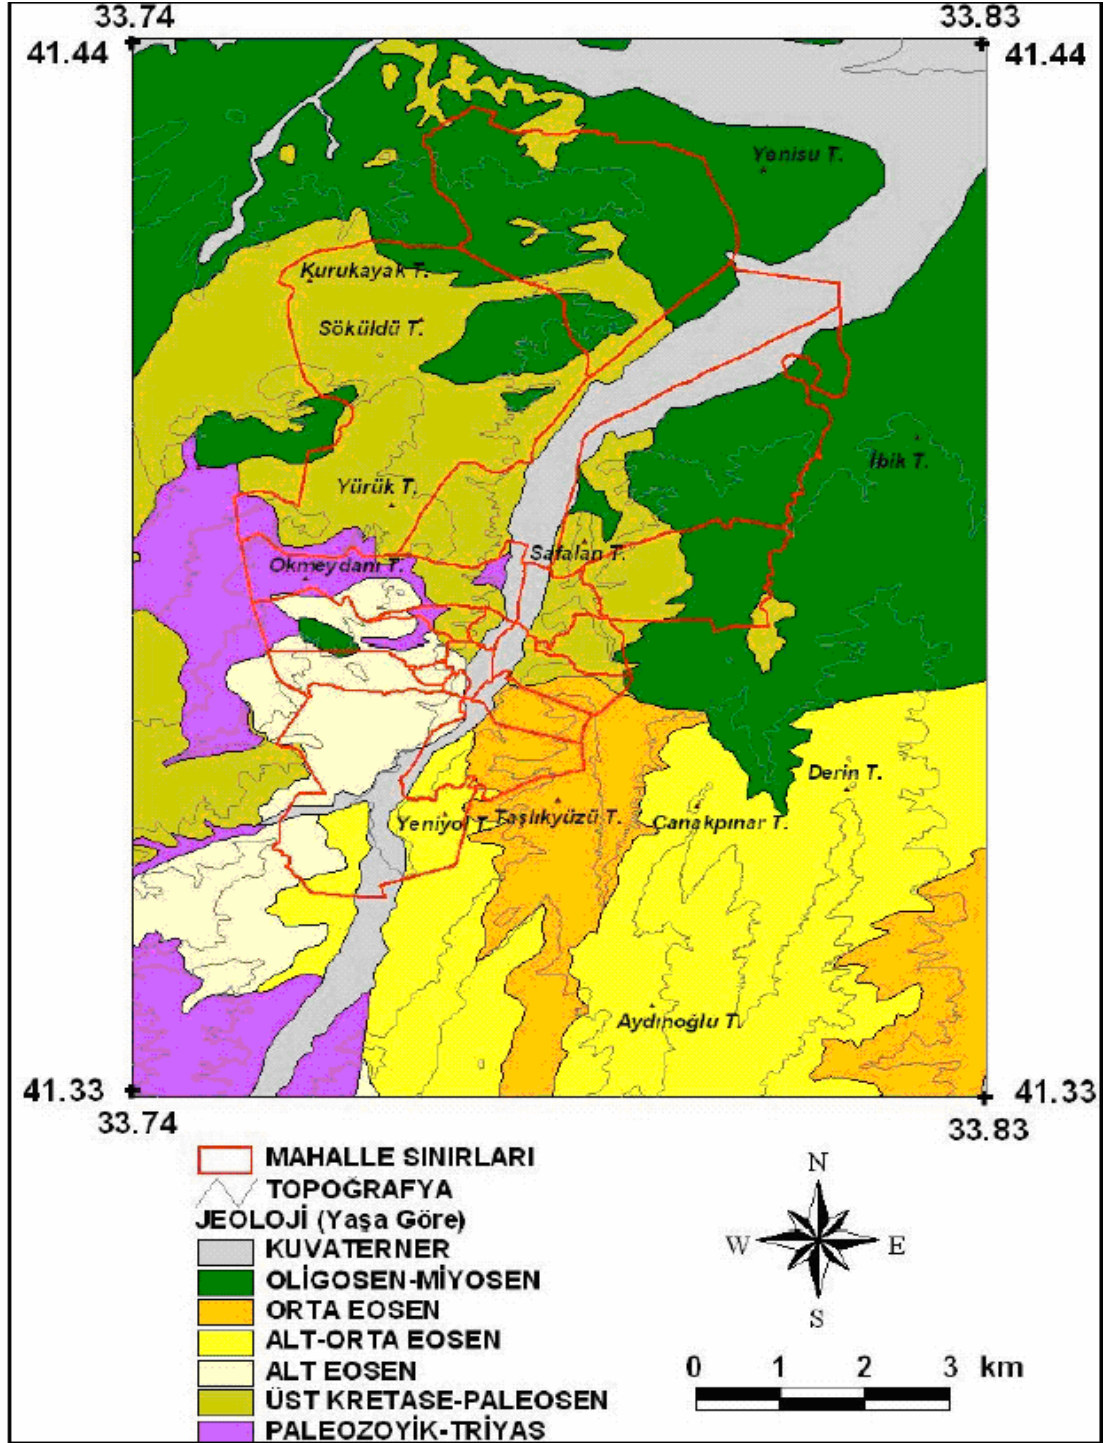 33.74 33.83
41.44 41.44
Yenisu T.
Kurukayak T.
Söküldü T.
İbik T.
Yürük T.
Safalan T.
Okmeydanı T.
Derin T.
Yeniyol T. Taşlıkyüzü T. Canakpınar T.
Aydınoğlu T.
41.33 41.33
33.74 33.83
MAHALLE SINIRLARI
TOPOĞRAFYA
JEOLOJİ (Yaşa Göre)
KUVATERNER
OLİGOSEN-MİYOSEN
ORTA EOSEN
ALT-ORTA EOSEN
ALT EOSEN
ÜST KRETASE-PALEOSEN
PALEOZOYİK-TRİYAS
N
W E
S
0 1 2 3 km